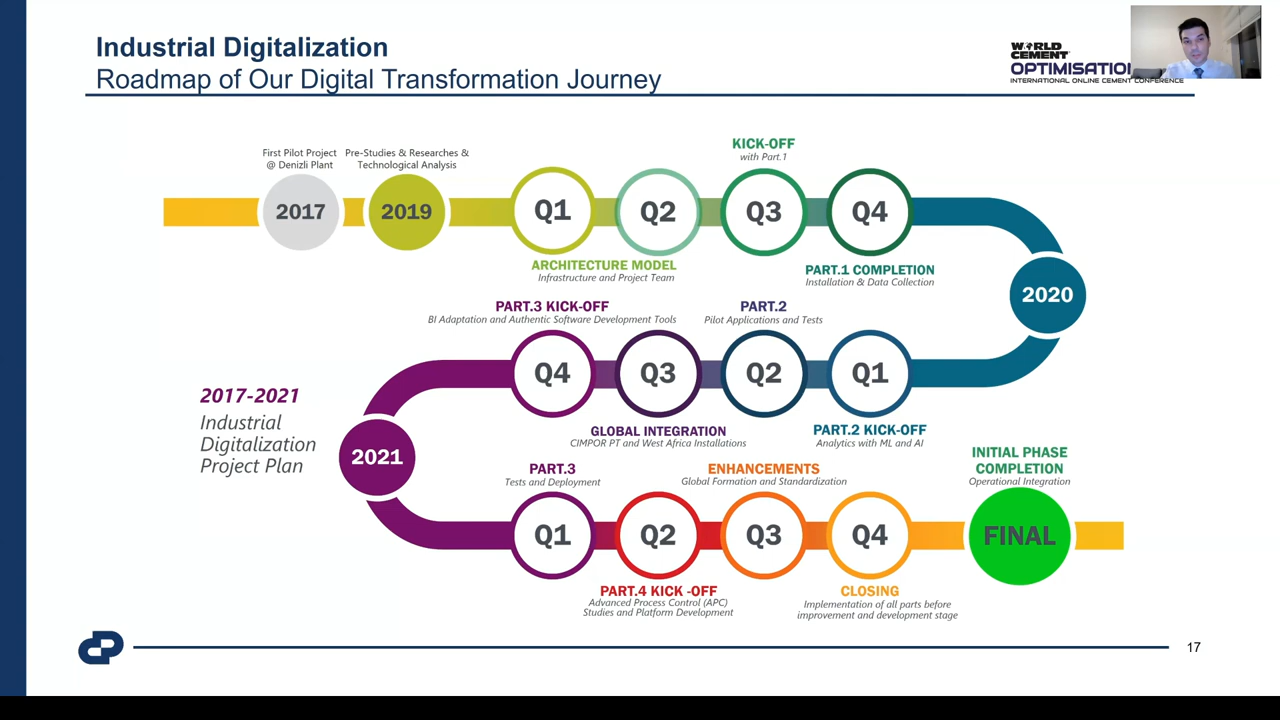 Industrial Digitalization
Roadmap of Our Digital Transformation Journey
WORLD
CEMENT
OPTIMISATIO
INTERNATIONAL ONLINE CEMENT CONFERENCE
First Pilot Project
@ Denizli Plant
Pre-Studies & Researches &
Technological Analysis
KICK-OFF
with Part.1
2017
2019
Q1
Q2
Q3
Q4
ARCHITECTURE MODEL
Infrastructure and Project Team
PART.1 COMPLETION
Installation & Data Collection
2020
PART.3 KICK-OFF
BI Adaptation and Authentic Software Development Tools
PART.2
Pilot Applications and Tests
Q4
Q3
Q2
Q1
GLOBAL INTEGRATION
CIMPOR PT and West Africa Installations
PART.2 KICK-OFF
Analytics with ML and AI
2017-2021
Industrial
Digitalization
Project Plan
2021
PART.3
Tests and Deployment
ENHANCEMENTS
Global Formation and Standardization
INITIAL PHASE
COMPLETION
Operational Integration
Q1
Q2
Q3
Q4
FINAL
PART.4 KICK -OFF
Advanced Process Control (APC)
Studies and Platform Development
CLOSING
Implementation of all parts before
improvement and development stage
17